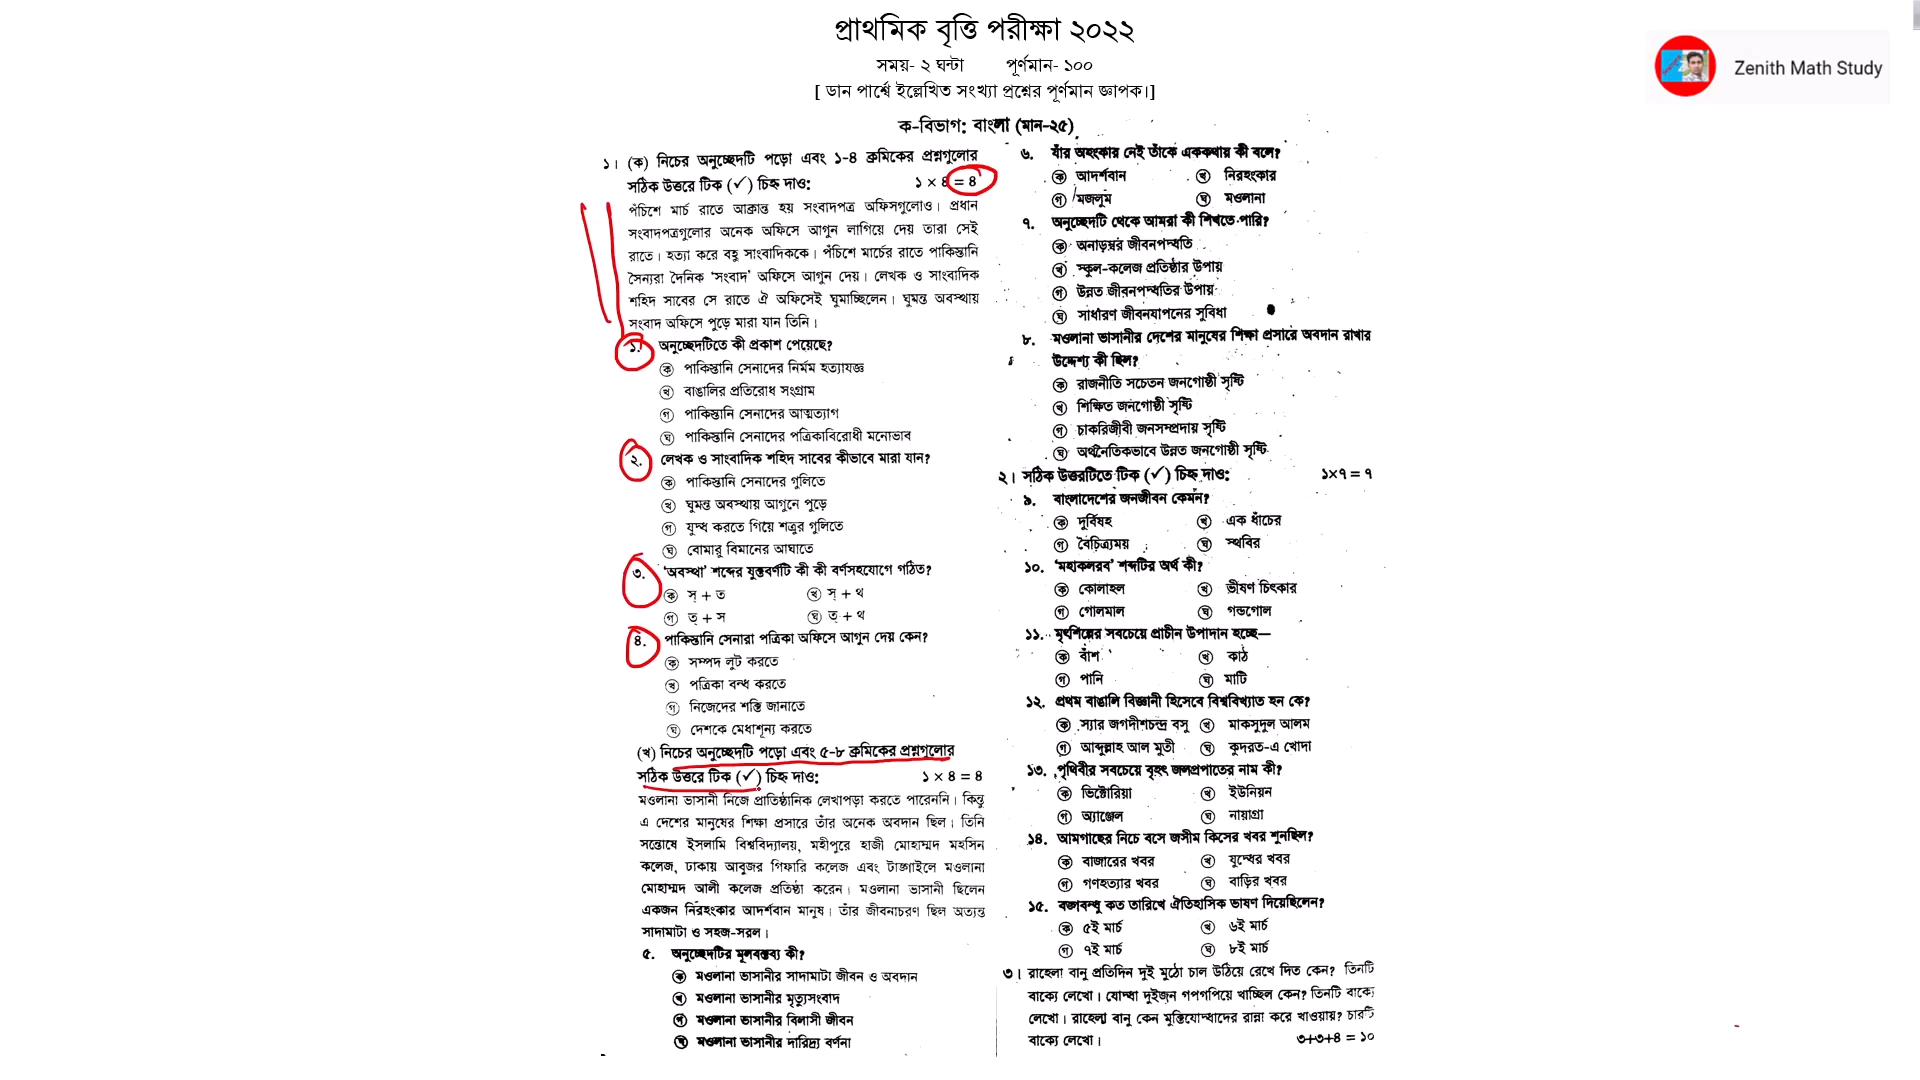 প্রাথমিক বৃত্তি পরীক্ষা ২০২২
সময়- ২ ঘন্টা পূর্ণমান- ১০০
[ ডান পার্শ্বে ইল্লেখিত সংখ্যা প্রশ্নের পূর্ণমান জ্ঞাপক।]
Zenith Math Study
ক-বিভাগ: বাংলা (মান-২৫)
১। (ক) নিচের অনুচ্ছেদটি পড়ো এবং ১-৪ ক্রমিকের প্রশ্নগুলোর
সঠিক উত্তরে টিক (✓) চিহ্ন দাও: ১ × ৪ = ৪
পঁচিশে মার্চ রাতে আক্রান্ত হয় সংবাদপত্র অফিসগুলোও। প্রধান
সংবাদপত্রগুলোর অনেক অফিসে আগুন লাগিয়ে দেয় তারা সেই
রাতে। হত্যা করে বহু সাংবাদিককে। পঁচিশে মার্চের রাতে পাকিস্তানি
সৈন্যরা দৈনিক ‘সংবাদ’ অফিসে আগুন দেয়। লেখক ও সাংবাদিক
শহিদ সাবের সে রাতে ঐ অফিসেই ঘুমাচ্ছিলেন। ঘুমন্ত অবস্থায়
সংবাদ অফিসে পুড়ে মারা যান তিনি।
১. অনুচ্ছেদটিতে কী প্রকাশ পেয়েছে?
ক পাকিস্তানি সেনাদের নির্মম হত্যাযজ্ঞ
খ বাঙালির প্রতিরোধ সংগ্রাম
গ পাকিস্তানি সেনাদের আত্মত্যাগ
ঘ পাকিস্তানি সেনাদের পত্রিকাবিরোধী মনোভাব
২. লেখক ও সাংবাদিক শহিদ সাবের কীভাবে মারা যান?
ক পাকিস্তানি সেনাদের গুলিতে
খ ঘুমন্ত অবস্থায় আগুনে পুড়ে
গ যুদ্ধ করতে গিয়ে শত্রুর গুলিতে
ঘ বোমারু বিমানের আঘাতে
৩. ‘অবস্থা’ শব্দের যুক্তবর্ণটি কী কী বর্ণসহযোগে গঠিত?
ক স্ + ত খ স্ + থ
গ ত্ + স ঘ ত্ + থ
৪. পাকিস্তানি সেনারা পত্রিকা অফিসে আগুন দেয় কেন?
ক সম্পদ লুট করতে
খ পত্রিকা বন্ধ করতে
গ নিজেদের শক্তি জানাতে
ঘ দেশকে মেধাশূন্য করতে
(খ) নিচের অনুচ্ছেদটি পড়ো এবং ৫-৮ ক্রমিকের প্রশ্নগুলোর
সঠিক উত্তরে টিক (✓) চিহ্ন দাও: ১ × ৪ = ৪
মওলানা ভাসানী নিজে প্রাতিষ্ঠানিক লেখাপড়া করতে পারেননি। কিন্তু
এ দেশের মানুষের শিক্ষা প্রসারে তাঁর অনেক অবদান ছিল। তিনি
সন্তোষে ইসলামি বিশ্ববিদ্যালয়, মহীপুরে হাজী মোহাম্মদ মহসিন
কলেজ, ঢাকায় আবুজর গিফারি কলেজ এবং টাঙ্গাইলে মওলানা
মোহাম্মদ আলী কলেজ প্রতিষ্ঠা করেন। মওলানা ভাসানী ছিলেন
একজন নিরহংকার আদর্শবান মানুষ। তাঁর জীবনাচরণ ছিল অত্যন্ত
সাদামাটা ও সহজ-সরল।
৫. অনুচ্ছেদটির মূলবক্তব্য কী?
ক মওলানা ভাসানীর সাদামাটা জীবন ও অবদান
খ মওলানা ভাসানীর মৃত্যুসংবাদ
গ মওলানা ভাসানীর বিলাসী জীবন
ঘ মওলানা ভাসানীর দারিদ্র্য বর্ণনা
৬. যাঁর অহংকার নেই তাঁকে এককথায় কী বলে?
ক আদর্শবান খ নিরহংকার
গ মজলুম ঘ মওলানা
৭. অনুচ্ছেদটি থেকে আমরা কী শিখতে পারি?
ক অনাড়ম্বর জীবনপদ্ধতি
খ স্কুল-কলেজ প্রতিষ্ঠার উপায়
গ উন্নত জীবনপদ্ধতির উপায়
ঘ সাধারণ জীবনযাপনের সুবিধা
৮. মওলানা ভাসানীর দেশের মানুষের শিক্ষা প্রসারে অবদান রাখার
উদ্দেশ্য কী ছিল?
ক রাজনীতি সচেতন জনগোষ্ঠী সৃষ্টি
খ শিক্ষিত জনগোষ্ঠী সৃষ্টি
গ চাকরিজীবী জনসম্প্রদায় সৃষ্টি
ঘ অর্থনৈতিকভাবে উন্নত জনগোষ্ঠী সৃষ্টি
২। সঠিক উত্তরটিতে টিক (✓) চিহ্ন দাও: ১×৭ = ৭
৯. বাংলাদেশের জনজীবন কেমন?
ক দুর্বিষহ খ এক ধাঁচের
গ বৈচিত্র্যময় ঘ স্থবির
১০. ‘মহাকলরব’ শব্দটির অর্থ কী?
ক কোলাহল খ ভীষণ চিৎকার
গ গোলমাল ঘ গন্ডগোল
১১. মৃৎশিল্পের সবচেয়ে প্রাচীন উপাদান হচ্ছে—
ক বাঁশ খ কাঠ
গ পানি ঘ মাটি
১২. প্রথম বাঙালি বিজ্ঞানী হিসেবে বিশ্ববিখ্যাত হন কে?
ক স্যার জগদীশচন্দ্র বসু খ মাকসুদুল আলম
গ আব্দুল্লাহ আল মুতী ঘ কুদরত-এ খোদা
১৩. পৃথিবীর সবচেয়ে বৃহৎ জলপ্রপাতের নাম কী?
ক ভিক্টোরিয়া খ ইউনিয়ন
গ অ্যাঞ্জেল ঘ নায়াগ্রা
১৪. আমগাছের নিচে বসে জসীম কিসের খবর শুনছিল?
ক বাজারের খবর খ যুদ্ধের খবর
গ গণহত্যার খবর ঘ বাড়ির খবর
১৫. বঙ্গবন্ধু কত তারিখে ঐতিহাসিক ভাষণ দিয়েছিলেন?
ক ৫ই মার্চ খ ৬ই মার্চ
গ ৭ই মার্চ ঘ ৮ই মার্চ
৩। রাহেলা বানু প্রতিদিন দুই মুঠো চাল উঠিয়ে রেখে দিত কেন? তিনটি
বাক্যে লেখো। যোদ্ধা দুইজন গপগপিয়ে খাচ্ছিল কেন? তিনটি বাক্যে
লেখো। রাহেলা বানু কেন মুক্তিযোদ্ধাদের রান্না করে খাওয়ায়? চারটি
বাক্যে লেখো। ৩+৩+৪ = ১০